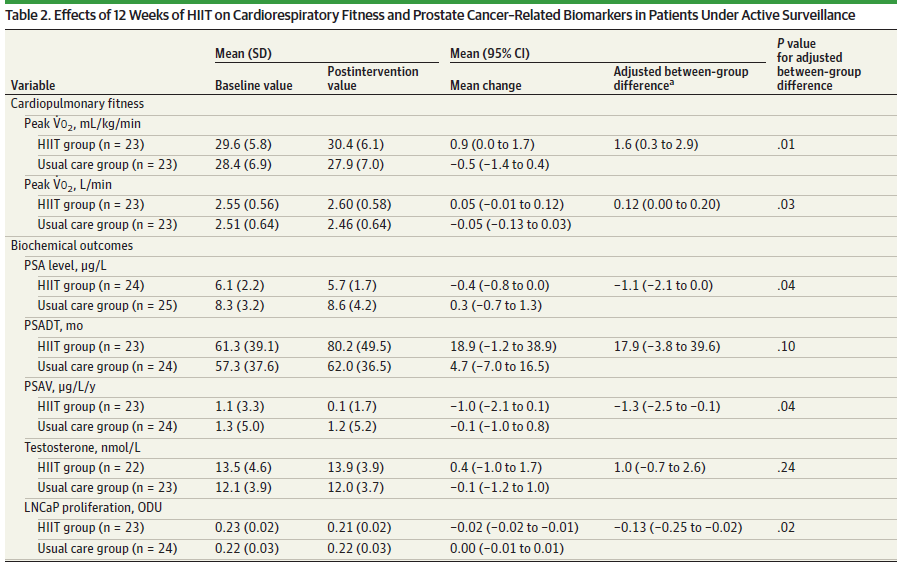 Table 2. Effects of 12 Weeks of HIIT on Cardiorespiratory Fitness and Prostate Cancer–Related Biomarkers in Patients Under Active Surveillance
Variable Mean (SD) Mean (95% CI) P value for adjusted between-group difference
Baseline value Postintervention value Mean change Adjusted between-group differenceᵃ
Cardiopulmonary fitness
Peak V̇O₂, mL/kg/min
HIIT group (n = 23) 29.6 (5.8) 30.4 (6.1) 0.9 (0.0 to 1.7) 1.6 (0.3 to 2.9) .01
Usual care group (n = 23) 28.4 (6.9) 27.9 (7.0) −0.5 (−1.4 to 0.4)
Peak V̇O₂, L/min
HIIT group (n = 23) 2.55 (0.56) 2.60 (0.58) 0.05 (−0.01 to 0.12) 0.12 (0.00 to 0.20) .03
Usual care group (n = 23) 2.51 (0.64) 2.46 (0.64) −0.05 (−0.13 to 0.03)
Biochemical outcomes
PSA level, μg/L
HIIT group (n = 24) 6.1 (2.2) 5.7 (1.7) −0.4 (−0.8 to 0.0) −1.1 (−2.1 to 0.0) .04
Usual care group (n = 25) 8.3 (3.2) 8.6 (4.2) 0.3 (−0.7 to 1.3)
PSADT, mo
HIIT group (n = 23) 61.3 (39.1) 80.2 (49.5) 18.9 (−1.2 to 38.9) 17.9 (−3.8 to 39.6) .10
Usual care group (n = 24) 57.3 (37.6) 62.0 (36.5) 4.7 (−7.0 to 16.5)
PSAV, μg/L/y
HIIT group (n = 23) 1.1 (3.3) 0.1 (1.7) −1.0 (−2.1 to 0.1) −1.3 (−2.5 to −0.1) .04
Usual care group (n = 24) 1.3 (5.0) 1.2 (5.2) −0.1 (−1.0 to 0.8)
Testosterone, nmol/L
HIIT group (n = 22) 13.5 (4.6) 13.9 (3.9) 0.4 (−1.0 to 1.7) 1.0 (−0.7 to 2.6) .24
Usual care group (n = 23) 12.1 (3.9) 12.0 (3.7) −0.1 (−1.2 to 1.0)
LNCaP proliferation, ODU
HIIT group (n = 23) 0.23 (0.02) 0.21 (0.02) −0.02 (−0.02 to −0.01) −0.13 (−0.25 to −0.02) .02
Usual care group (n = 24) 0.22 (0.03) 0.22 (0.03) 0.00 (−0.01 to 0.01)